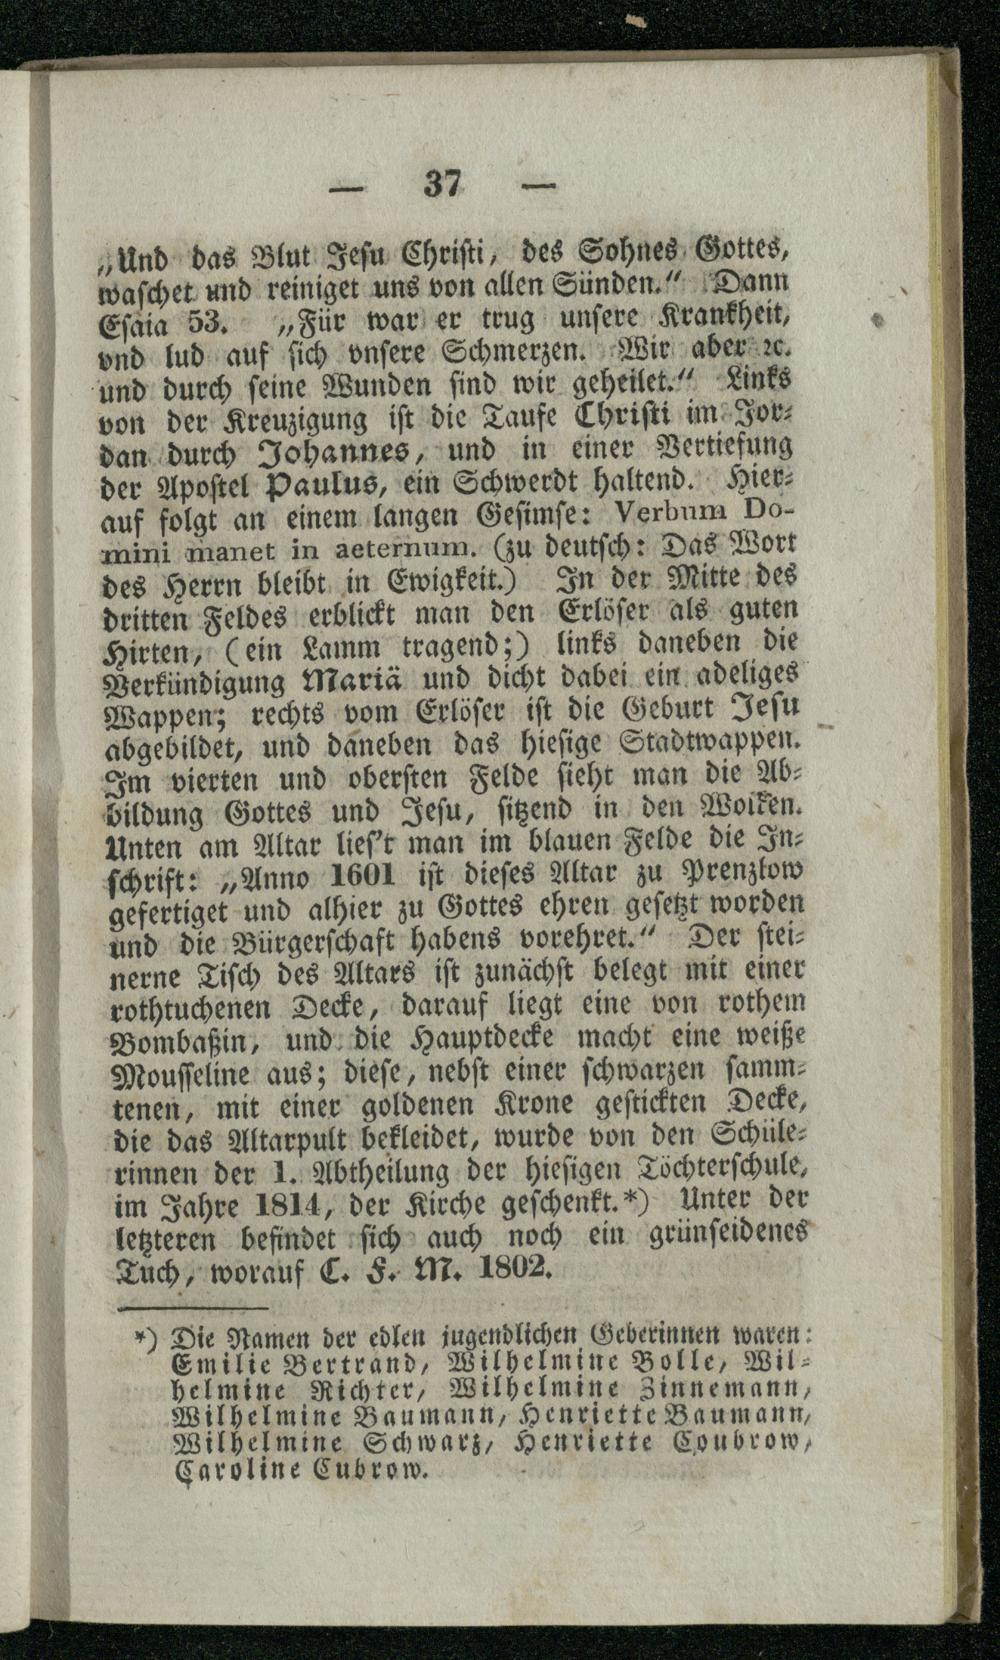 — 37 —
„Und das Blut Jesu Christi, des Sohnes Gottes,
waschet und reiniget uns von allen Sünden.“ Dann
Esaia 53. „Für war er trug unsere Krankheit,
vnd lud auf sich vnsere Schmerzen. Wir aber ꝛc.
und durch seine Wunden sind wir geheilet.“ Links
von der Kreuzigung ist die Taufe Christi im Jor-
dan durch Johannes, und in einer Vertiefung
der Apostel Paulus, ein Schwerdt haltend. Hier-
auf folgt an einem langen Gesimse: Verbum Do-
mini manet in aeternum. (zu deutsch: Das Wort
des Herrn bleibt in Ewigkeit.) In der Mitte des
dritten Feldes erblickt man den Erlöser als guten
Hirten, (ein Lamm tragend;) links daneben die
Verkündigung Mariä und dicht dabei ein adeliges
Wappen; rechts vom Erlöser ist die Geburt Jesu
abgebildet, und daneben das hiesige Stadtwappen.
Im vierten und obersten Felde sieht man die Ab-
bildung Gottes und Jesu, sitzend in den Wolken.
Unten am Altar lies't man im blauen Felde die In-
schrift: „Anno 1601 ist dieses Altar zu Prenzlow
gefertiget und alhier zu Gottes ehren gesetzt worden
und die Bürgerschaft habens vorehret.“ Der stei-
nerne Tisch des Altars ist zunächst belegt mit einer
rothtuchenen Decke, darauf liegt eine von rothem
Bombaßin, und die Hauptdecke macht eine weiße
Mousseline aus; diese, nebst einer schwarzen samm-
tenen, mit einer goldenen Krone gestickten Decke,
die das Altarpult bekleidet, wurde von den Schüle-
rinnen der 1. Abtheilung der hiesigen Töchterschule,
im Jahre 1814, der Kirche geschenkt.*) Unter der
letzteren befindet sich auch noch ein grünseidenes
Tuch, worauf C. F. M. 1802.
*) Die Namen der edlen jugendlichen Geberinnen waren:
Emilie Bertrand, Wilhelmine Bolle, Wil-
helmine Richter, Wilhelmine Zinnemann,
Wilhelmine Baumann, Henriette Baumann,
Wilhelmine Schwarz, Henriette Coubrow,
Caroline Cubrow.